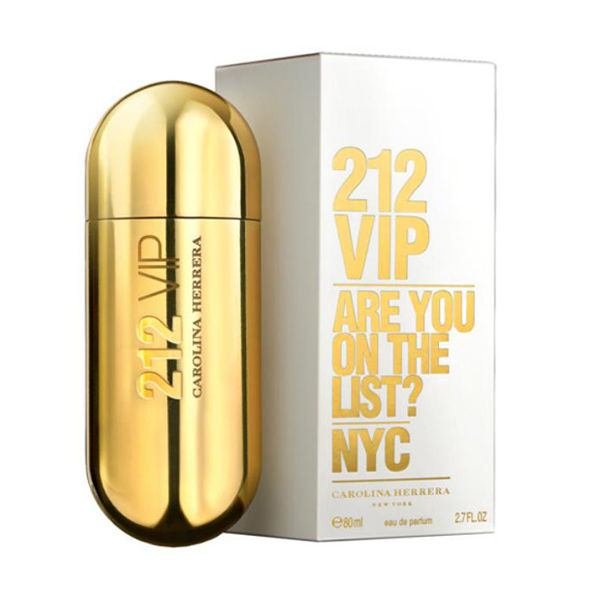 212 VIP
CAROLINA HERRERA
212
VIP
ARE YOU
ON THE
LIST?
NYC
CAROLINA HERRERA
NEW YORK
℮80ml eau de parfum 2.7FL.OZ